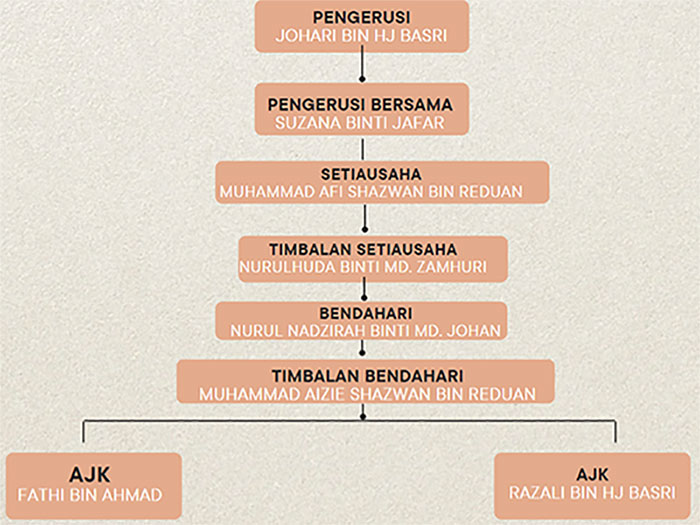 PENGERUSI
JOHARI BIN HJ BASRI
PENGERUSI BERSAMA
SUZANA BINTI JAFAR
SETIAUSAHA
MUHAMMAD AFI SHAZWAN BIN REDUAN
TIMBALAN SETIAUSAHA
NURULHUDA BINTI MD. ZAMHURI
BENDAHARI
NURUL NADZIRAH BINTI MD. JOHAN
TIMBALAN BENDAHARI
MUHAMMAD AIZIE SHAZWAN BIN REDUAN
AJK
FATHI BIN AHMAD
AJK
RAZALI BIN HJ BASRI